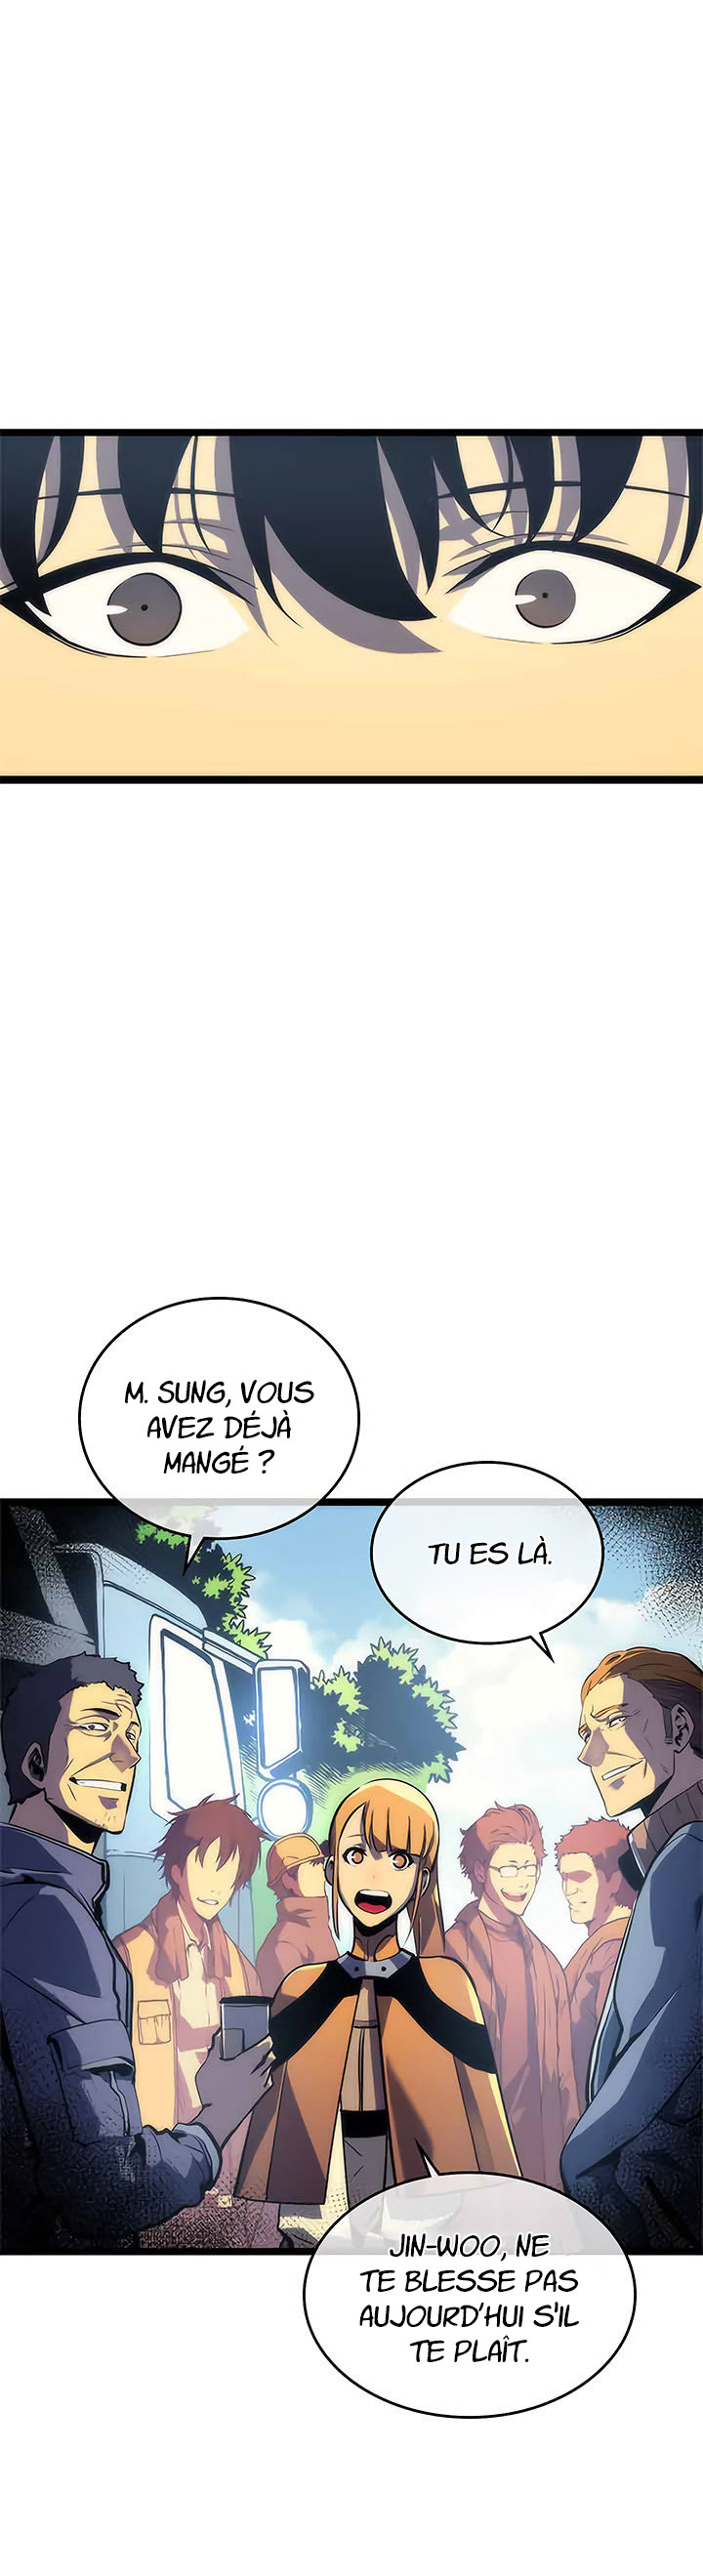 M. SUNG, VOUS
AVEZ DÉJÀ
MANGÉ ?
TU ES LÀ.
JIN-WOO, NE
TE BLESSE PAS
AUJOURD'HUI S'IL
TE PLAÎT.